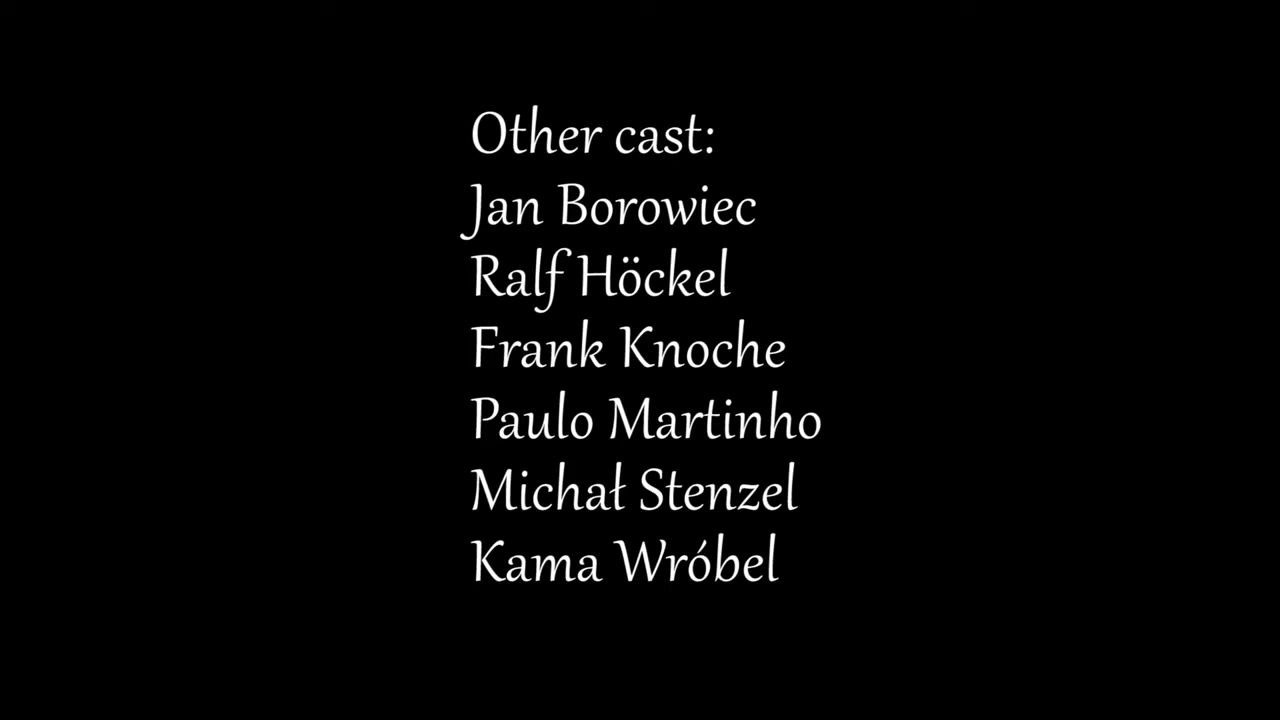 Other cast:
Jan Borowiec
Ralf Höckel
Frank Knoche
Paulo Martinho
Michał Stenzel
Kama Wróbel